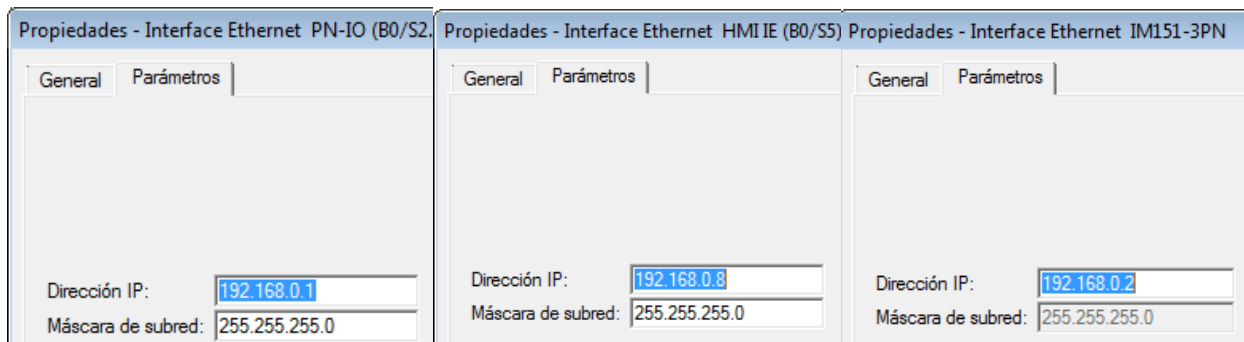 Propiedades - Interface Ethernet PN-IO (B0/S2.
General Parámetros
Dirección IP: 192.168.0.1
Máscara de subred: 255.255.255.0
Propiedades - Interface Ethernet HMI IE (B0/S5)
General Parámetros
Dirección IP: 192.168.0.8
Máscara de subred: 255.255.255.0
Propiedades - Interface Ethernet IM151-3PN
General Parámetros
Dirección IP: 192.168.0.2
Máscara de subred: 255.255.255.0